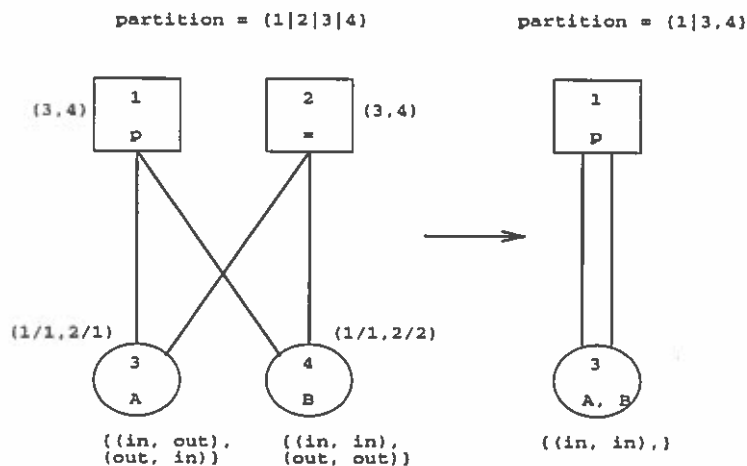 partition = (1|2|3|4)
partition = (1|3,4)
1
2
1
(3,4)
(3,4)
p
=
p
(1/1,2/1)
(1/1,2/2)
3
4
3
A
B
A, B
{((in, out),
(out, in)}
{((in, in),
(out, out)}
{((in, in),}